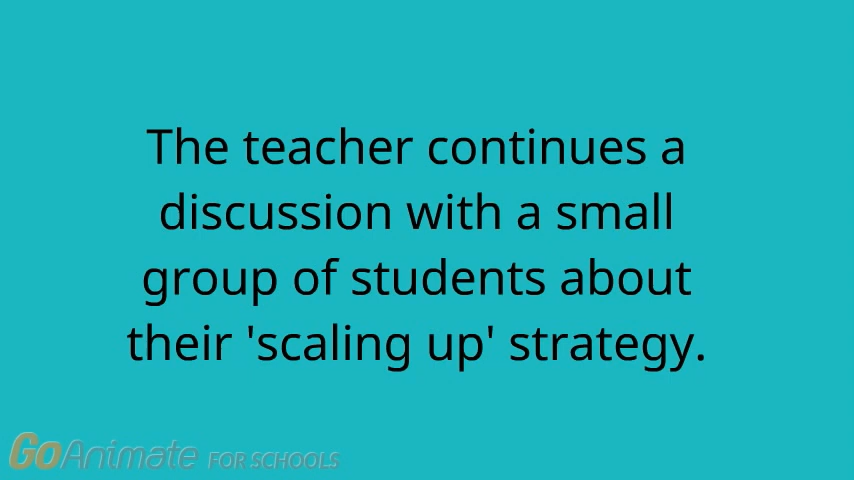 The teacher continues a
discussion with a small
group of students about
their 'scaling up' strategy.
GoAnimate FOR SCHOOLS